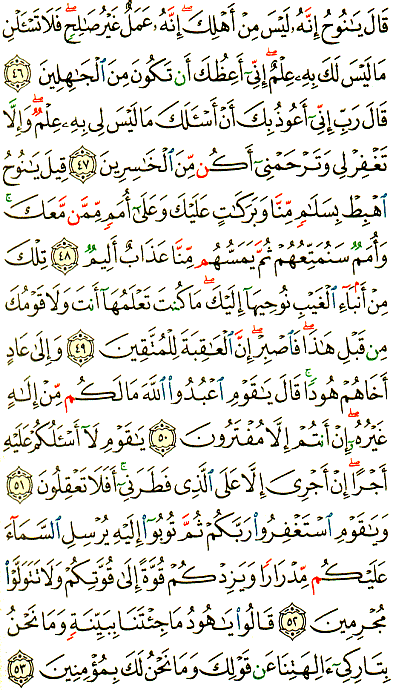 قَالَ يَٰنُوحُ إِنَّهُۥ لَيْسَ مِنْ أَهْلِكَ ۖ إِنَّهُۥ عَمَلٌ غَيْرُ صَٰلِحٍ ۖ فَلَا تَسْـَٔلْنِ
مَا لَيْسَ لَكَ بِهِۦ عِلْمٌ ۖ إِنِّىٓ أَعِظُكَ أَن تَكُونَ مِنَ ٱلْجَٰهِلِينَ ٤٦
قَالَ رَبِّ إِنِّىٓ أَعُوذُ بِكَ أَنْ أَسْـَٔلَكَ مَا لَيْسَ لِى بِهِۦ عِلْمٌ ۖ وَإِلَّا
تَغْفِرْ لِى وَتَرْحَمْنِىٓ أَكُن مِّنَ ٱلْخَٰسِرِينَ ٤٧ قِيلَ يَٰنُوحُ
ٱهْبِطْ بِسَلَٰمٍ مِّنَّا وَبَرَكَٰتٍ عَلَيْكَ وَعَلَىٰٓ أُمَمٍ مِّمَّن مَّعَكَ ۚ
وَأُمَمٌ سَنُمَتِّعُهُمْ ثُمَّ يَمَسُّهُم مِّنَّا عَذَابٌ أَلِيمٌ ٤٨ تِلْكَ
مِنْ أَنۢبَآءِ ٱلْغَيْبِ نُوحِيهَآ إِلَيْكَ ۖ مَا كُنتَ تَعْلَمُهَآ أَنتَ وَلَا قَوْمُكَ
مِن قَبْلِ هَٰذَا ۖ فَٱصْبِرْ ۖ إِنَّ ٱلْعَٰقِبَةَ لِلْمُتَّقِينَ ٤٩ وَإِلَىٰ عَادٍ
أَخَاهُمْ هُودًا ۚ قَالَ يَٰقَوْمِ ٱعْبُدُوا۟ ٱللَّهَ مَا لَكُم مِّنْ إِلَٰهٍ
غَيْرُهُۥٓ ۖ إِنْ أَنتُمْ إِلَّا مُفْتَرُونَ ٥٠ يَٰقَوْمِ لَآ أَسْـَٔلُكُمْ عَلَيْهِ
أَجْرًا ۖ إِنْ أَجْرِىَ إِلَّا عَلَى ٱلَّذِى فَطَرَنِىٓ ۚ أَفَلَا تَعْقِلُونَ ٥١
وَيَٰقَوْمِ ٱسْتَغْفِرُوا۟ رَبَّكُمْ ثُمَّ تُوبُوٓا۟ إِلَيْهِ يُرْسِلِ ٱلسَّمَآءَ
عَلَيْكُم مِّدْرَارًا وَيَزِدْكُمْ قُوَّةً إِلَىٰ قُوَّتِكُمْ وَلَا تَتَوَلَّوْا۟
مُجْرِمِينَ ٥٢ قَالُوا۟ يَٰهُودُ مَا جِئْتَنَا بِبَيِّنَةٍ وَمَا نَحْنُ
بِتَارِكِىٓ ءَالِهَتِنَا عَن قَوْلِكَ وَمَا نَحْنُ لَكَ بِمُؤْمِنِينَ ٥٣